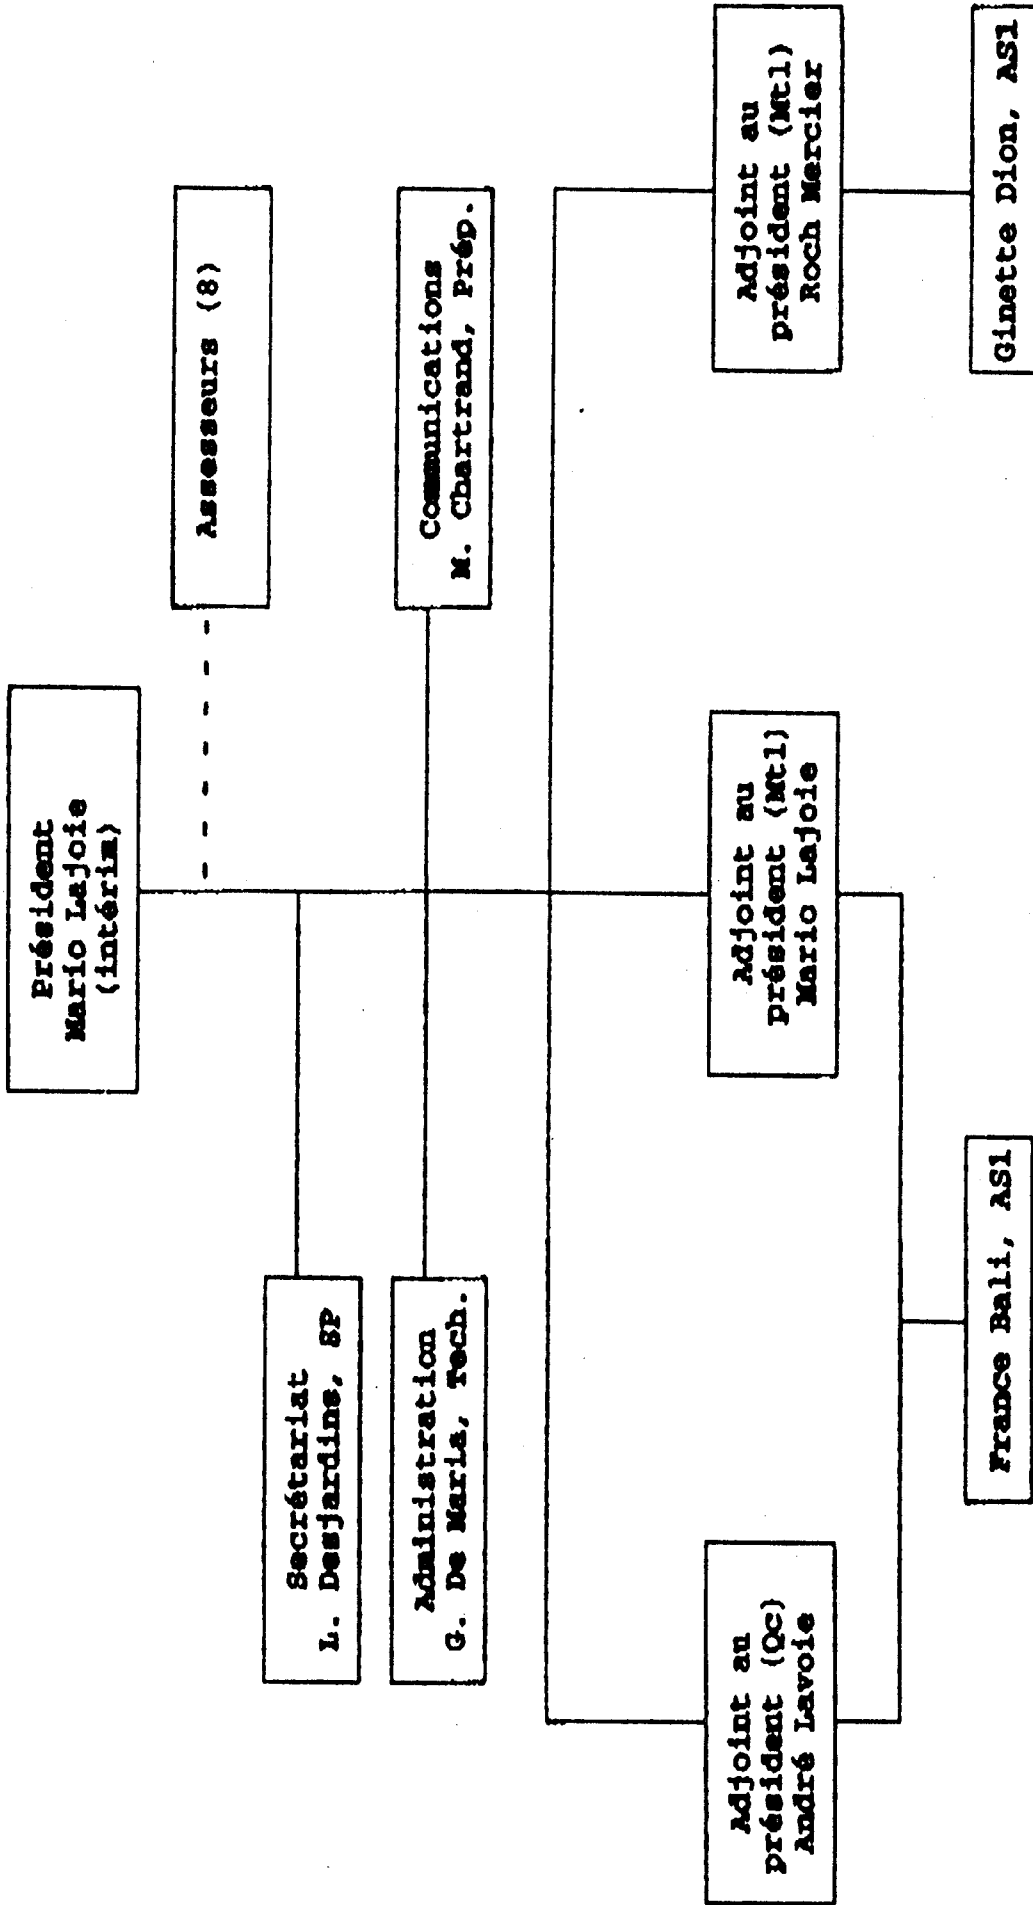 Président
Mario Lajoie
(intérim)
Assesseurs (8)
Secrétariat
L. Desjardins, SP
Administration
G. De Maria, Tech.
Communications
M. Chartrand, Prép.
Adjoint au
président (Qc)
André Lavoie
Adjoint au
président (Mtl)
Mario Lajoie
Adjoint au
président (Mtl)
Roch Mercier
France Bali, AS1
Ginette Dion, AS1